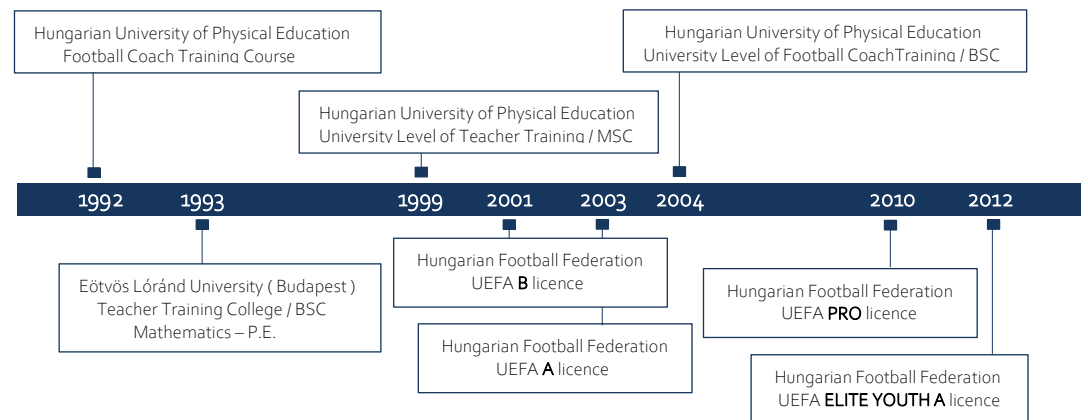 Hungarian University of Physical Education
Football Coach Training Course
Hungarian University of Physical Education
University Level of Football CoachTraining / BSC
Hungarian University of Physical Education
University Level of Teacher Training / MSC
1992 1993 1999 2001 2003 2004 2010 2012
Hungarian Football Federation
UEFA B licence
Eötvös Lóránd University ( Budapest )
Teacher Training College / BSC
Mathematics – P.E.
Hungarian Football Federation
UEFA PRO licence
Hungarian Football Federation
UEFA A licence
Hungarian Football Federation
UEFA ELITE YOUTH A licence